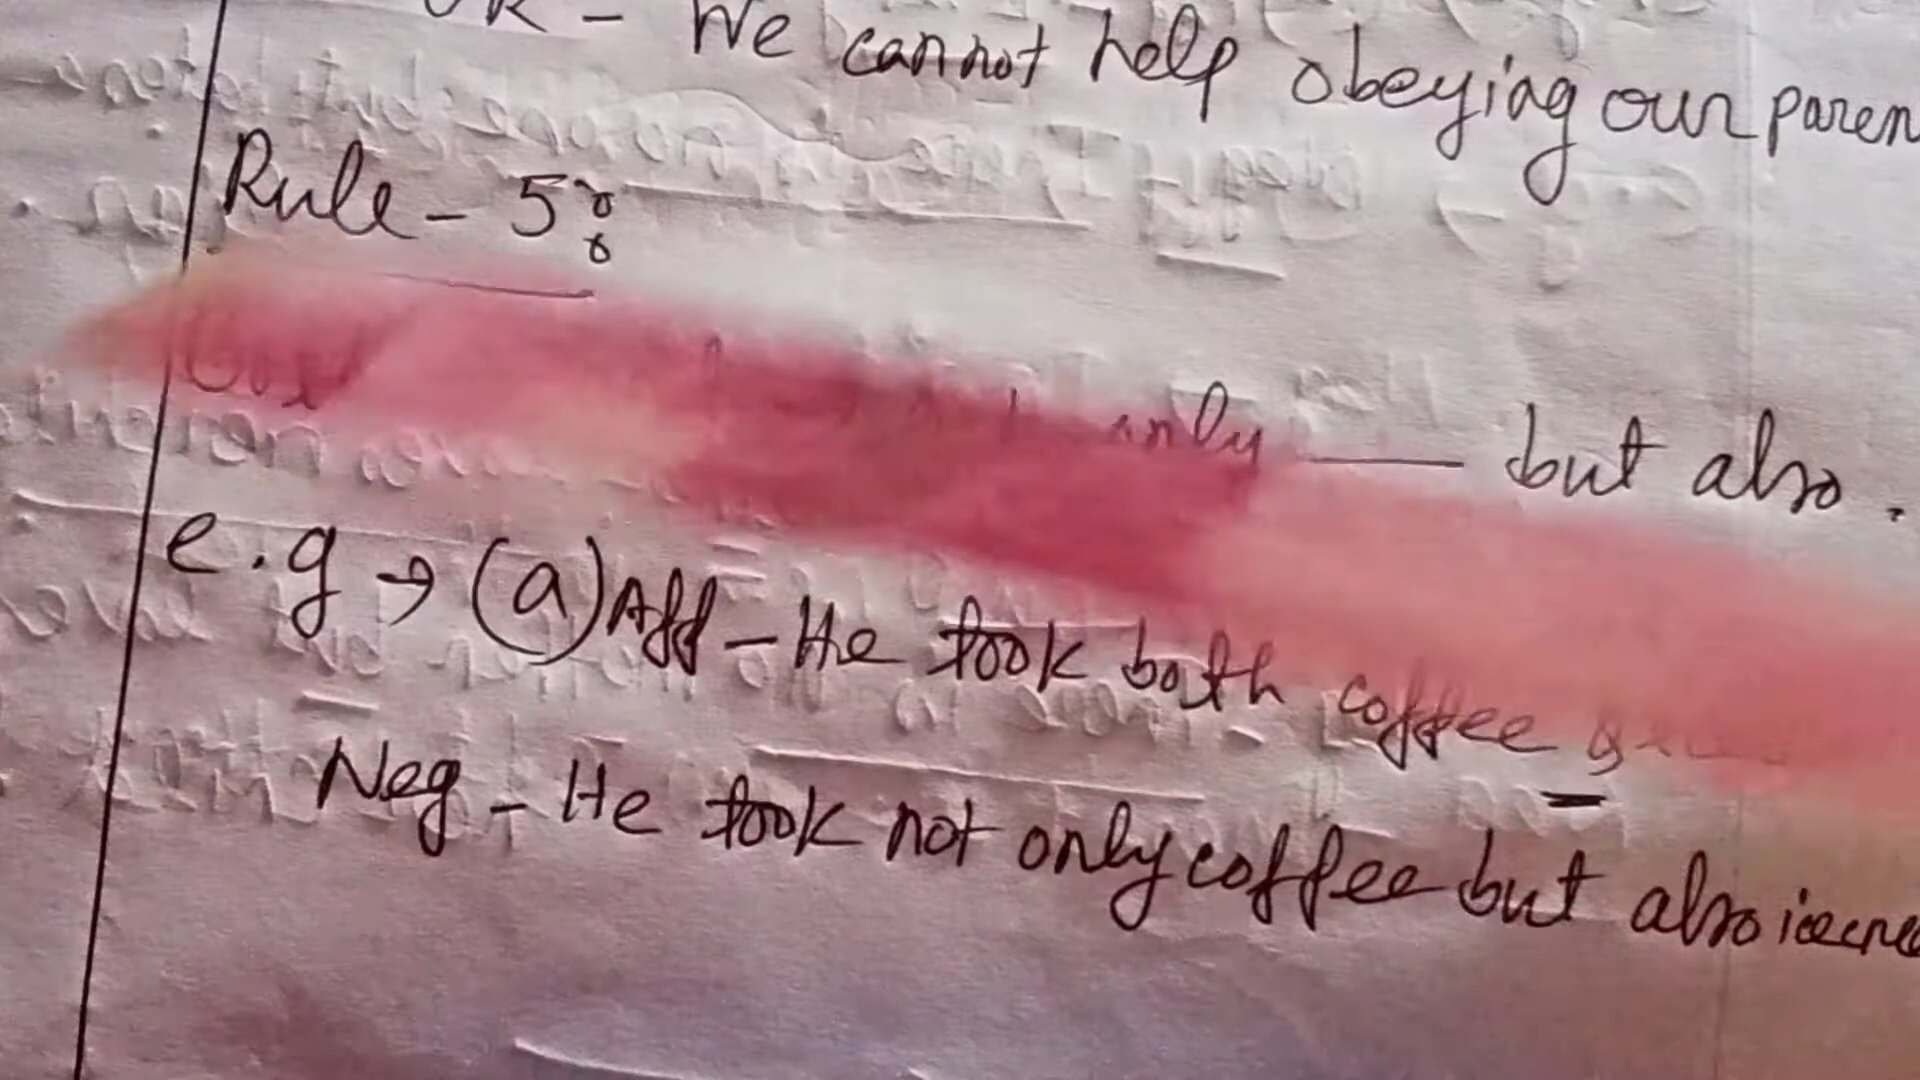 OR - We cannot help obeying our paren
Rule - 5:
only —— but also.
e.g → (a) Aff - He took both coffee
Neg - He took not only coffee but also icecre